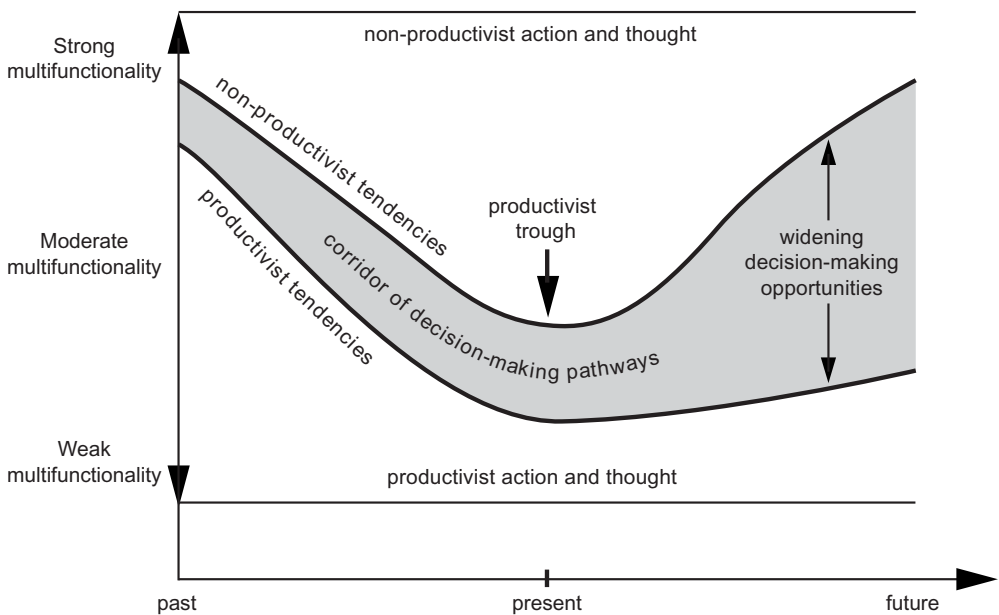 non-productivist action and thought
Strong
multifunctionality
non-productivist tendencies
productivist tendencies
corridor of decision-making pathways
productivist
trough
Moderate
multifunctionality
widening
decision-making
opportunities
Weak
multifunctionality
productivist action and thought
past
present
future